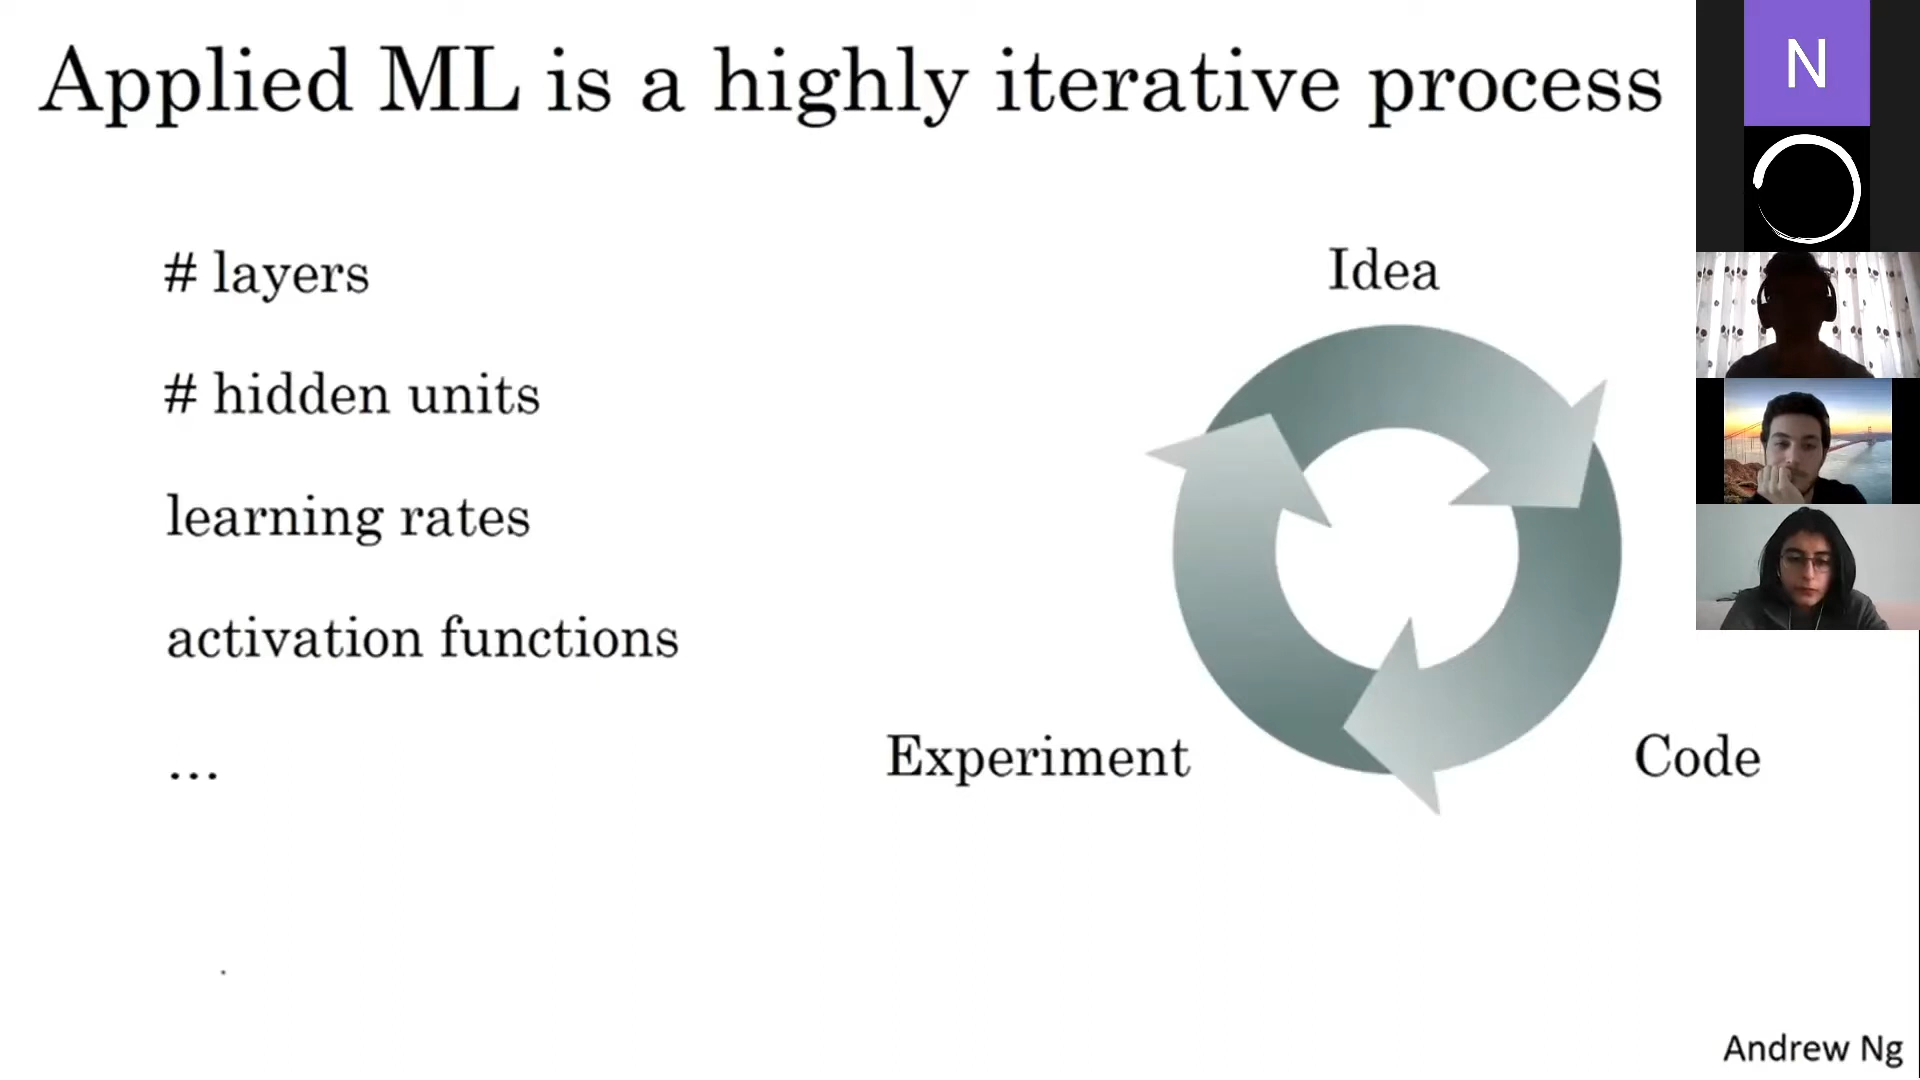 Applied ML is a highly iterative process
# layers
# hidden units
learning rates
activation functions
...
Idea
Experiment
Code
Andrew Ng
N